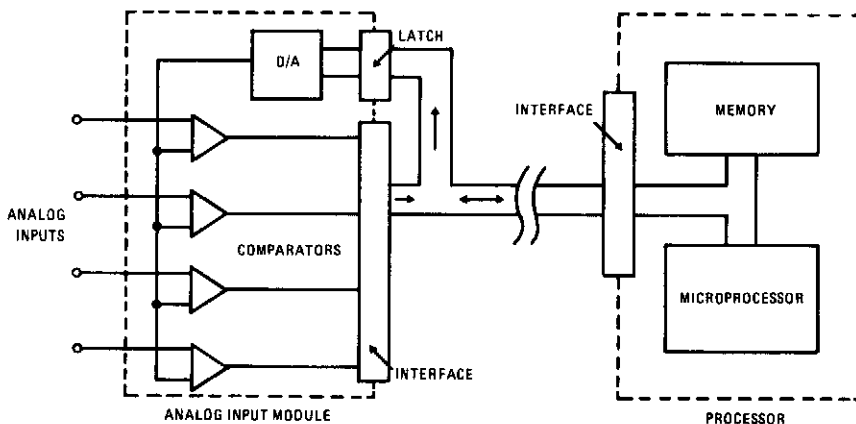 LATCH
D/A
MEMORY
INTERFACE
ANALOG
INPUTS
COMPARATORS
MICROPROCESSOR
INTERFACE
ANALOG INPUT MODULE
PROCESSOR